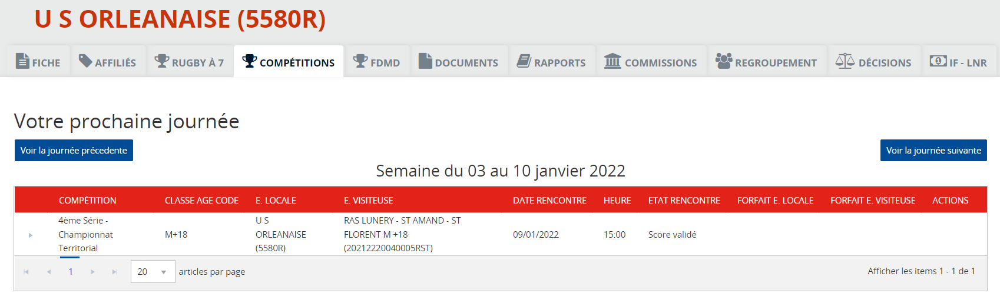 U S ORLEANAISE (5580R)
FICHE AFFILIÉS RUGBY À 7 COMPÉTITIONS FDMD DOCUMENTS RAPPORTS COMMISSIONS REGROUPEMENT DÉCISIONS IF - LNR
Votre prochaine journée
Voir la journée précedente Voir la journée suivante
Semaine du 03 au 10 janvier 2022
COMPÉTITION CLASSE AGE CODE E. LOCALE E. VISITEUSE DATE RENCONTRE HEURE ETAT RENCONTRE FORFAIT E. LOCALE FORFAIT E. VISITEUSE ACTIONS
4ème Série - U S RAS LUNERY - ST AMAND - ST
Championnat M+18 ORLEANAISE FLORENT M +18 09/01/2022 15:00 Score validé
Territorial (5580R) (20212220040005RST)
1 20 articles par page Afficher les items 1 - 1 de 1